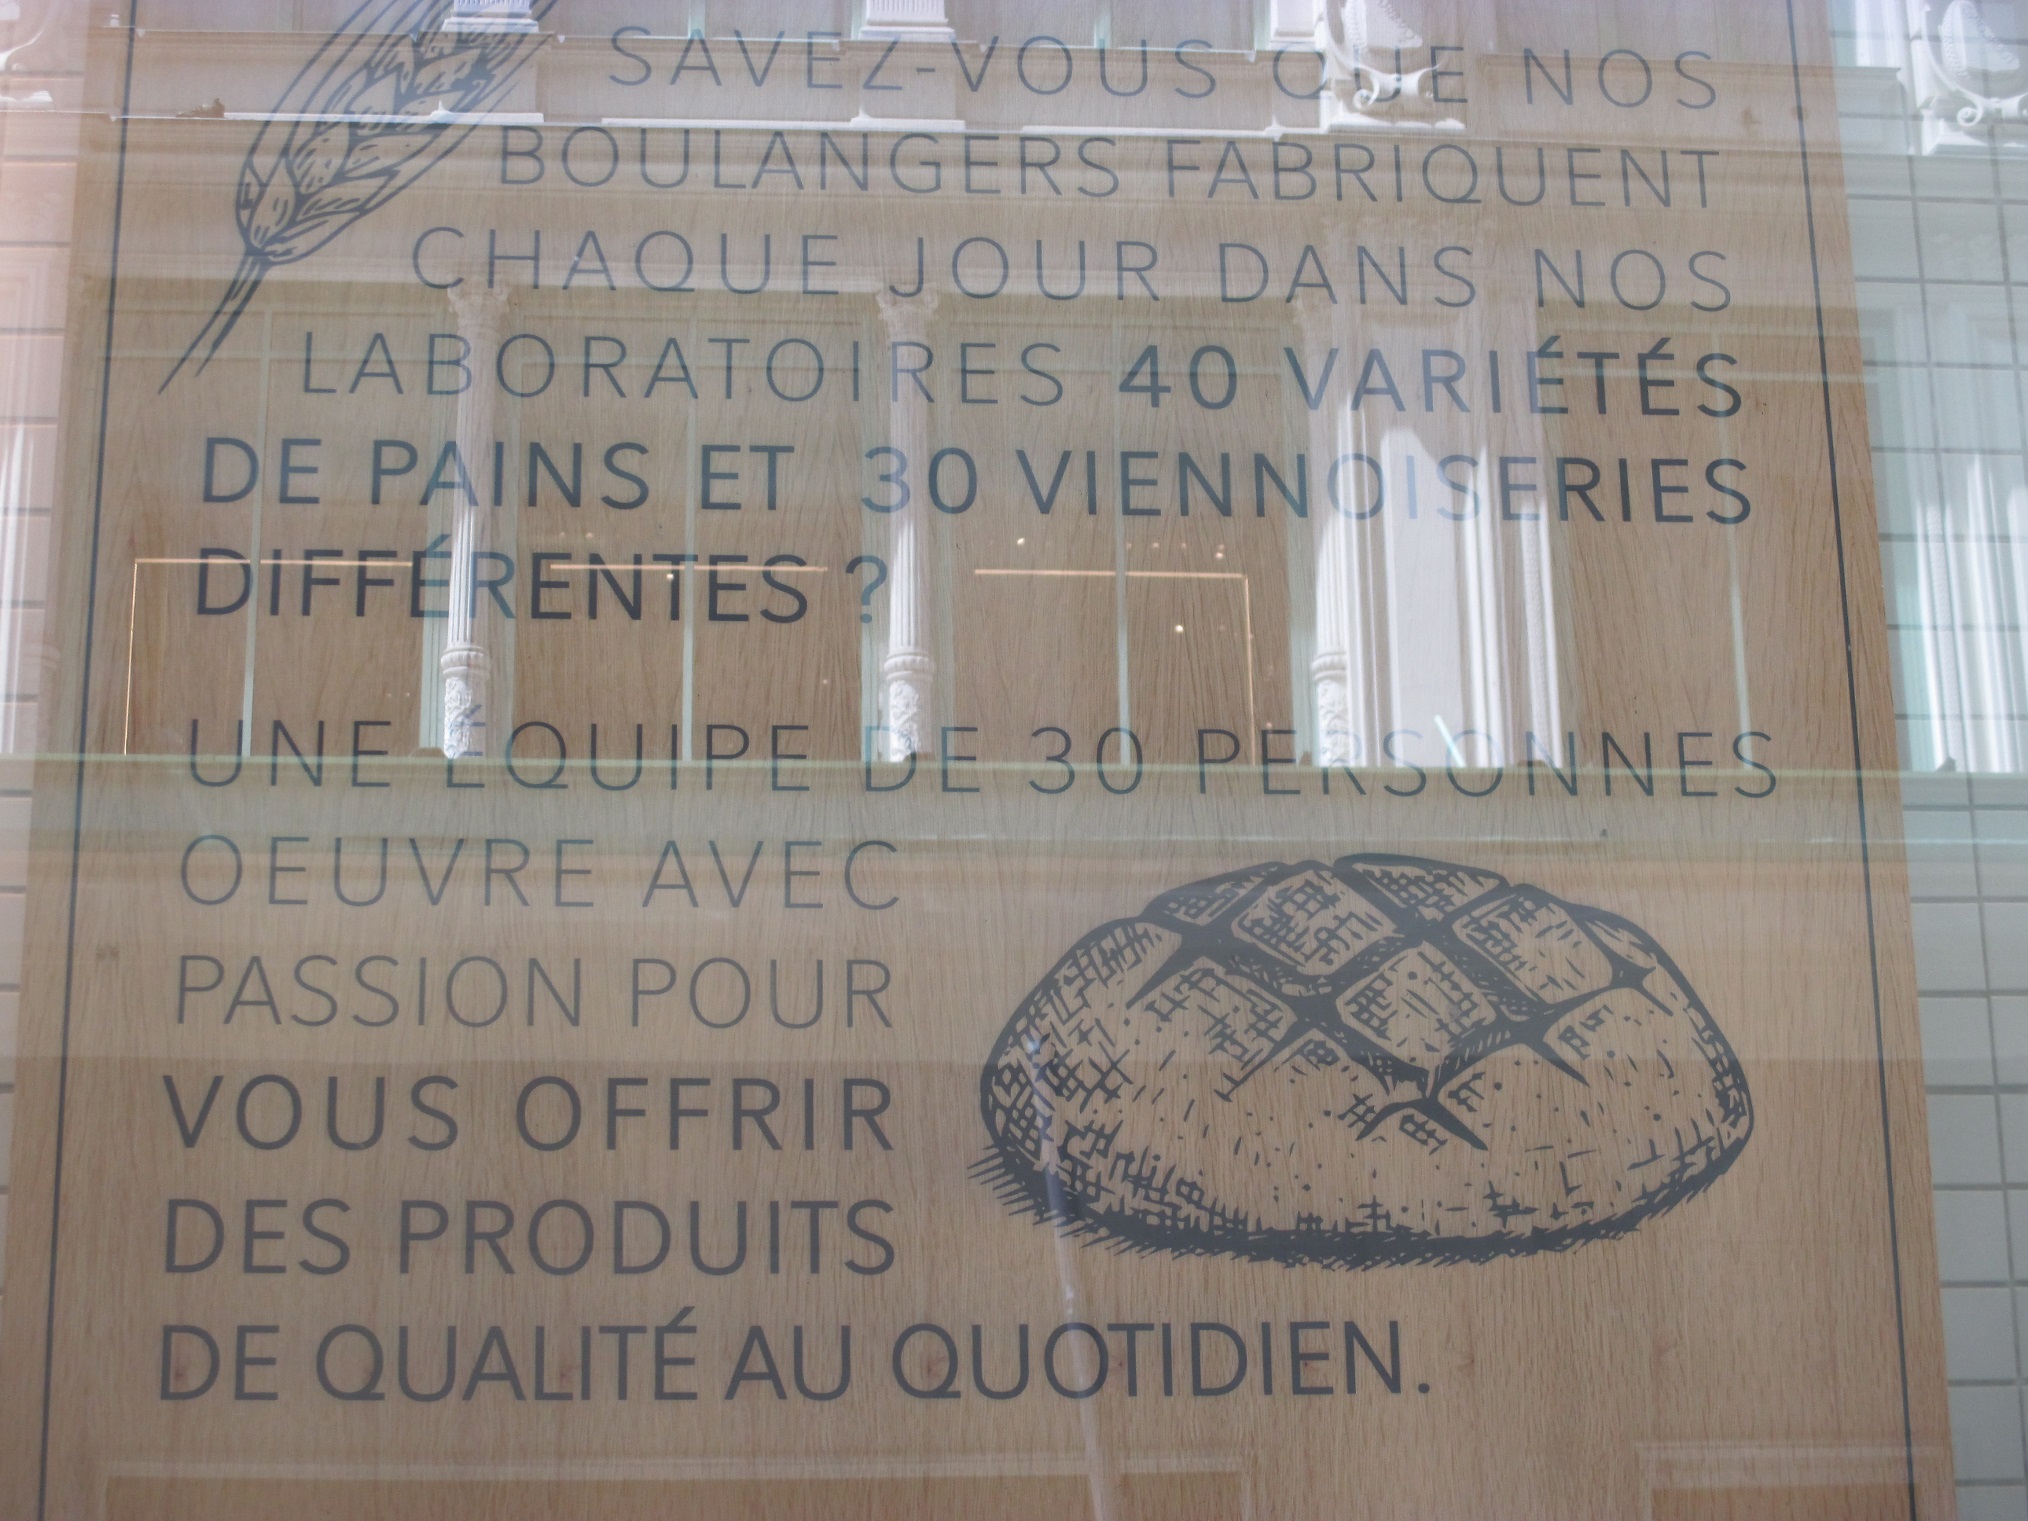 SAVEZ-VOUS QUE NOS
BOULANGERS FABRIQUENT
CHAQUE JOUR DANS NOS
LABORATOIRES 40 VARIÉTÉS
DE PAINS ET 30 VIENNOISERIES
DIFFÉRENTES ?
UNE ÉQUIPE DE 30 PERSONNES
OEUVRE AVEC
PASSION POUR
VOUS OFFRIR
DES PRODUITS
DE QUALITÉ AU QUOTIDIEN.